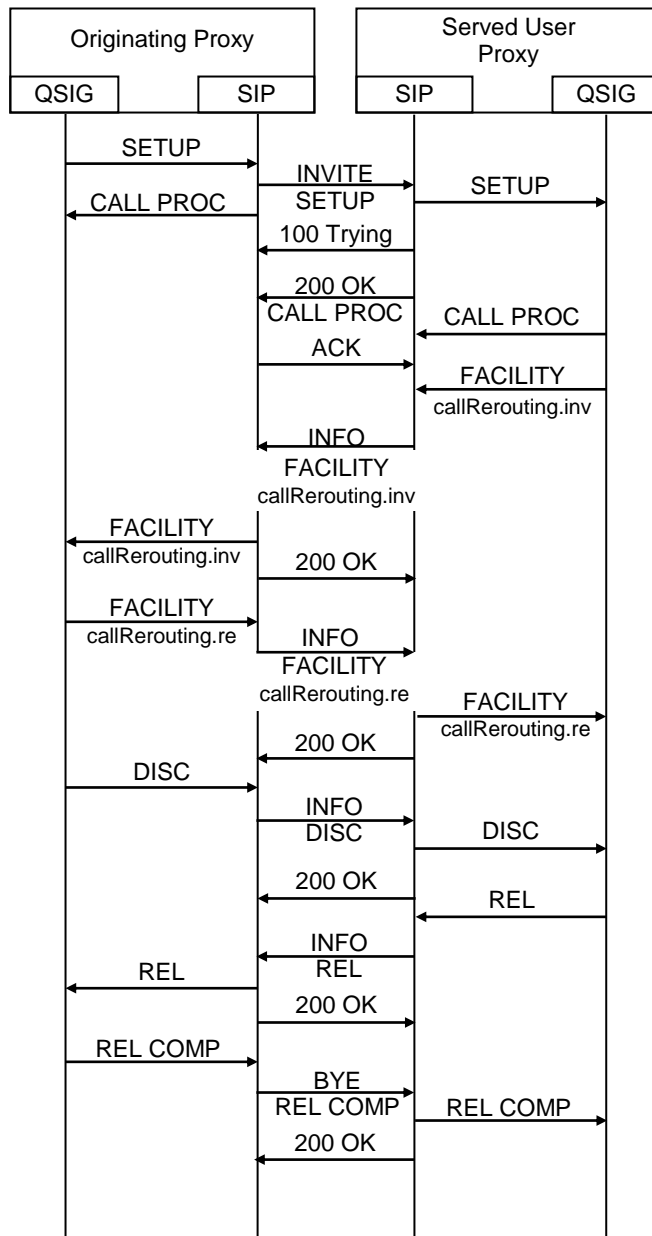 Originating Proxy
Served User
Proxy
QSIG
SIP
SIP
QSIG
SETUP
INVITE
SETUP
SETUP
CALL PROC
100 Trying
200 OK
CALL PROC
CALL PROC
ACK
FACILITY
callRerouting.inv
INFO
FACILITY
callRerouting.inv
FACILITY
callRerouting.inv
200 OK
FACILITY
callRerouting.re
INFO
FACILITY
callRerouting.re
FACILITY
callRerouting.re
200 OK
DISC
INFO
DISC
DISC
200 OK
REL
INFO
REL
REL
200 OK
REL COMP
BYE
REL COMP
REL COMP
200 OK